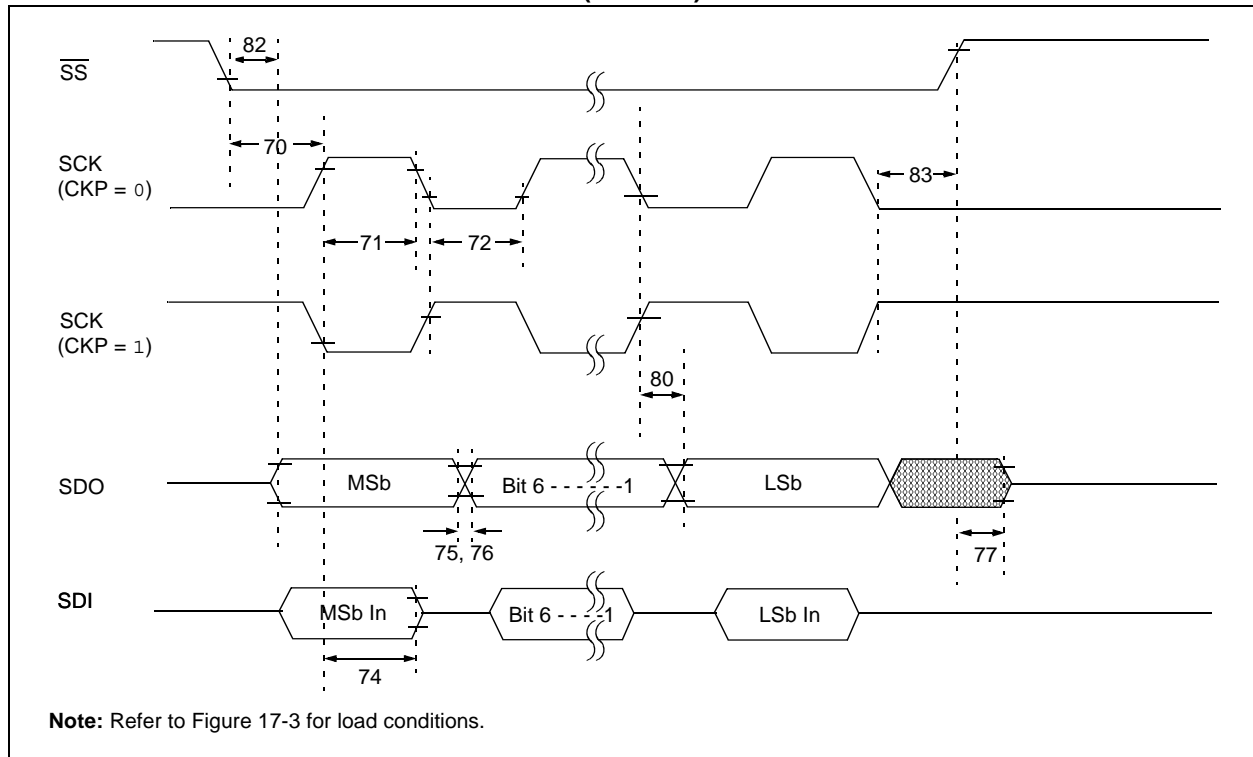 82
SS
70
SCK
(CKP = 0)
83
71
72
SCK
(CKP = 1)
80
SDO
MSb
Bit 6 - - - - - -1
LSb
75, 76
77
SDI
MSb In
Bit 6 - - - -1
LSb In
74
Note: Refer to Figure 17-3 for load conditions.